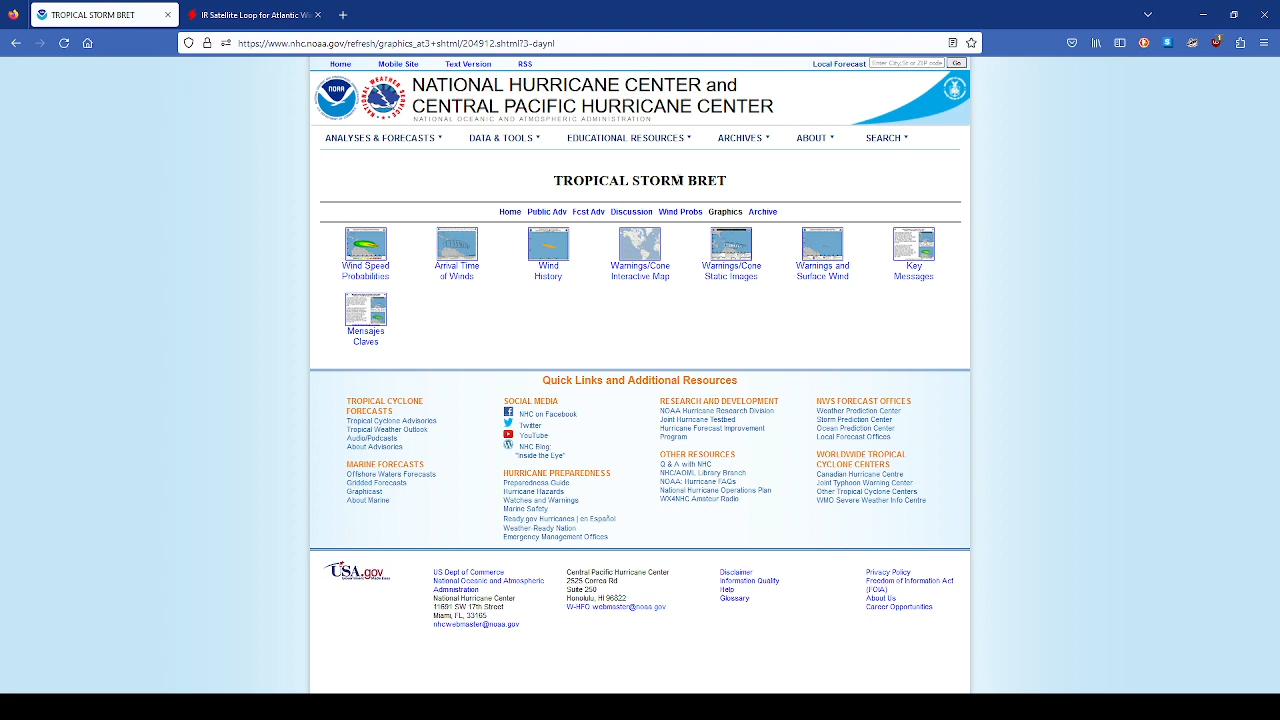 TROPICAL STORM BRET
IR Satellite Loop for Atlantic Wi
https://www.nhc.noaa.gov/refresh/graphics_at3+shtml/204912.shtml?3-daynl
Home Mobile Site Text Version RSS Local Forecast Enter City,St or ZIP code Go
NOAA
NATIONAL HURRICANE CENTER and
CENTRAL PACIFIC HURRICANE CENTER
NATIONAL OCEANIC AND ATMOSPHERIC ADMINISTRATION
ANALYSES & FORECASTS DATA & TOOLS EDUCATIONAL RESOURCES ARCHIVES ABOUT SEARCH
TROPICAL STORM BRET
Home Public Adv Fcst Adv Discussion Wind Probs Graphics Archive
Wind Speed
Probabilities
Arrival Time
of Winds
Wind
History
Warnings/Cone
Interactive Map
Warnings/Cone
Static Images
Warnings and
Surface Wind
Key
Messages
Mensajes
Claves
Quick Links and Additional Resources
TROPICAL CYCLONE
FORECASTS
Tropical Cyclone Advisories
Tropical Weather Outlook
Audio/Podcasts
About Advisories
MARINE FORECASTS
Offshore Waters Forecasts
Gridded Forecasts
Graphicast
About Marine
SOCIAL MEDIA
NHC on Facebook
Twitter
YouTube
NHC Blog:
"Inside the Eye"
HURRICANE PREPAREDNESS
Preparedness Guide
Hurricane Hazards
Watches and Warnings
Marine Safety
Ready.gov Hurricanes | en Español
Weather-Ready Nation
Emergency Management Offices
RESEARCH AND DEVELOPMENT
NOAA Hurricane Research Division
Joint Hurricane Testbed
Hurricane Forecast Improvement
Program
OTHER RESOURCES
Q & A with NHC
NHC/AOML Library Branch
NOAA: Hurricane FAQs
National Hurricane Operations Plan
WX4NHC Amateur Radio
NWS FORECAST OFFICES
Weather Prediction Center
Storm Prediction Center
Ocean Prediction Center
Local Forecast Offices
WORLDWIDE TROPICAL
CYCLONE CENTERS
Canadian Hurricane Centre
Joint Typhoon Warning Center
Other Tropical Cyclone Centers
WMO Severe Weather Info Centre
USA.gov
Government Made Easy
US Dept of Commerce
National Oceanic and Atmospheric
Administration
National Hurricane Center
11691 SW 17th Street
Miami, FL, 33165
nhcwebmaster@noaa.gov
Central Pacific Hurricane Center
2525 Correa Rd
Suite 250
Honolulu, HI 96822
W-HFO webmaster@noaa.gov
Disclaimer
Information Quality
Help
Glossary
Privacy Policy
Freedom of Information Act
(FOIA)
About Us
Career Opportunities